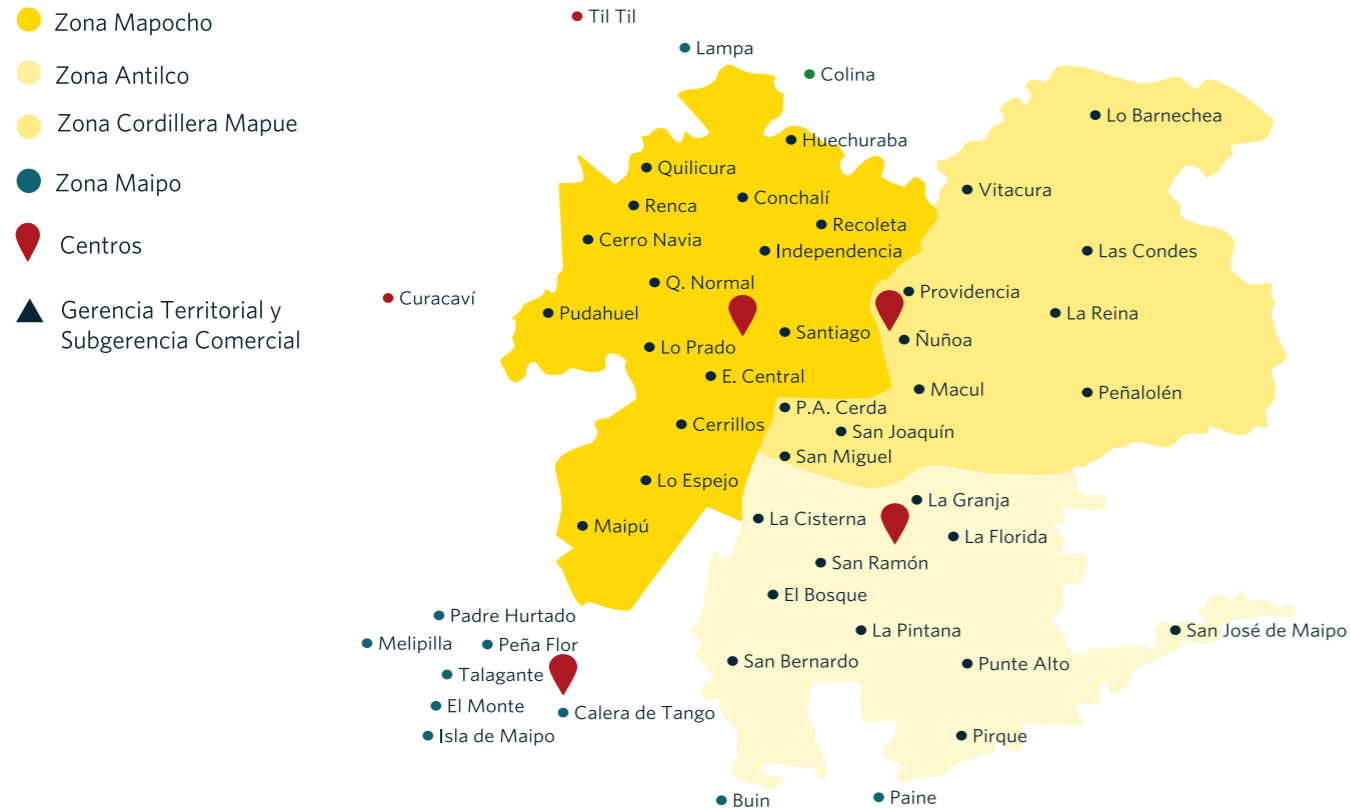 Zona Mapocho
Zona Antilco
Zona Cordillera Mapue
Zona Maipo
Centros
Gerencia Territorial y
Subgerencia Comercial
Til Til
Lampa
Colina
Lo Barnechea
Huechuraba
Quilicura
Vitacura
Conchalí
Renca
Recoleta
Cerro Navia
Independencia
Las Condes
Q. Normal
Providencia
Curacaví
Pudahuel
La Reina
Santiago
Ñuñoa
Lo Prado
E. Central
Macul
Peñalolén
P.A. Cerda
Cerrillos
San Joaquín
San Miguel
Lo Espejo
La Granja
La Cisterna
Maipú
La Florida
San Ramón
El Bosque
Padre Hurtado
La Pintana
San José de Maipo
Melipilla
Peña Flor
San Bernardo
Punte Alto
Talagante
El Monte
Calera de Tango
Isla de Maipo
Pirque
Buin
Paine